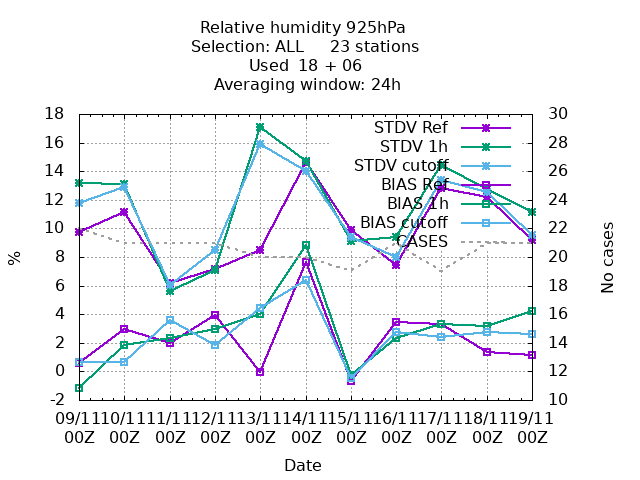 Relative humidity 925hPa
Selection: ALL 23 stations
Used 18 + 06
Averaging window: 24h
18 30
16 28
14 26
12 24
10 22
8 20
6 18
4 16
2 14
0 12
-2 10
STDV Ref
STDV 1h
STDV cutoff
BIAS Ref
BIAS 1h
BIAS cutoff
CASES
%
No cases
09/11 10/11 11/11 12/11 13/11 14/11 15/11 16/11 17/11 18/11 19/11
00Z 00Z 00Z 00Z 00Z 00Z 00Z 00Z 00Z 00Z 00Z
Date